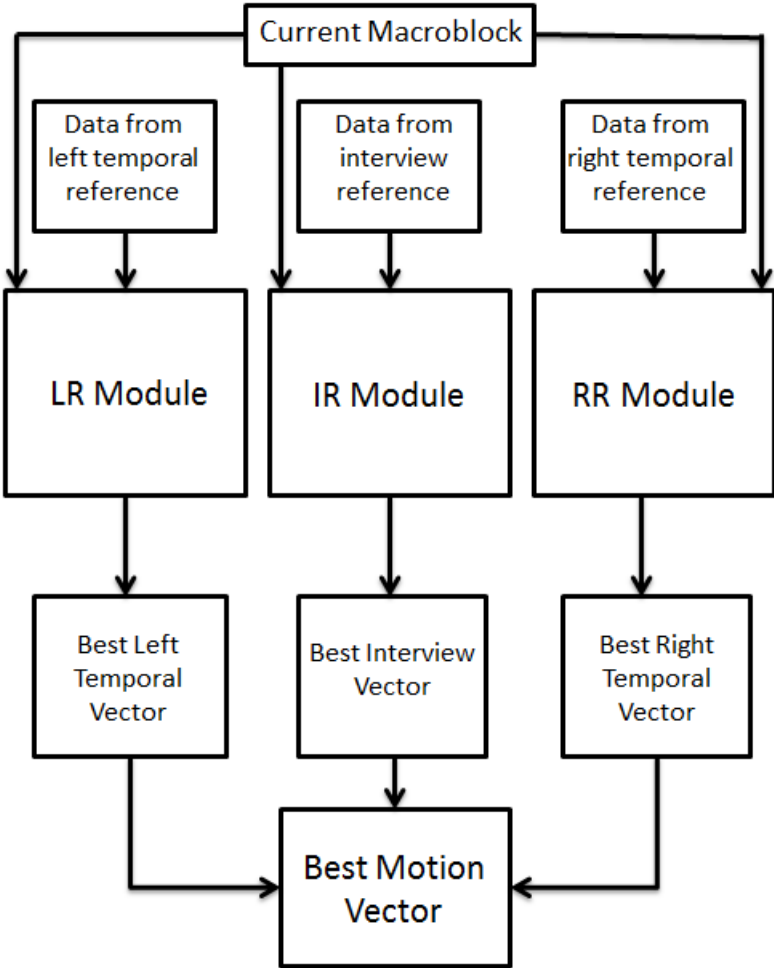 Current Macroblock
Data from
left temporal
reference
Data from
interview
reference
Data from
right temporal
reference
LR Module
IR Module
RR Module
Best Left
Temporal
Vector
Best Interview
Vector
Best Right
Temporal
Vector
Best Motion
Vector